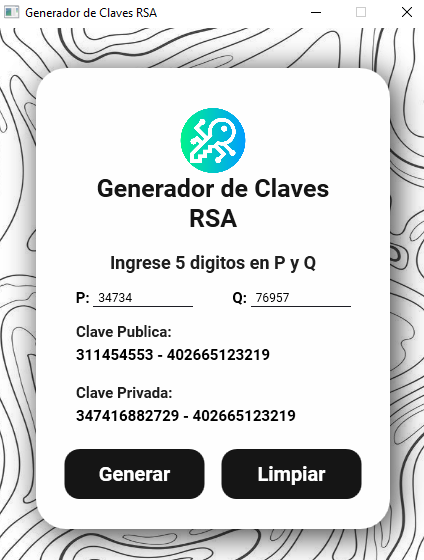 Generador de Claves RSA
Generador de Claves
RSA
Ingrese 5 digitos en P y Q
P: 34734 Q: 76957
Clave Publica:
311454553 - 402665123219
Clave Privada:
347416882729 - 402665123219
Generar Limpiar